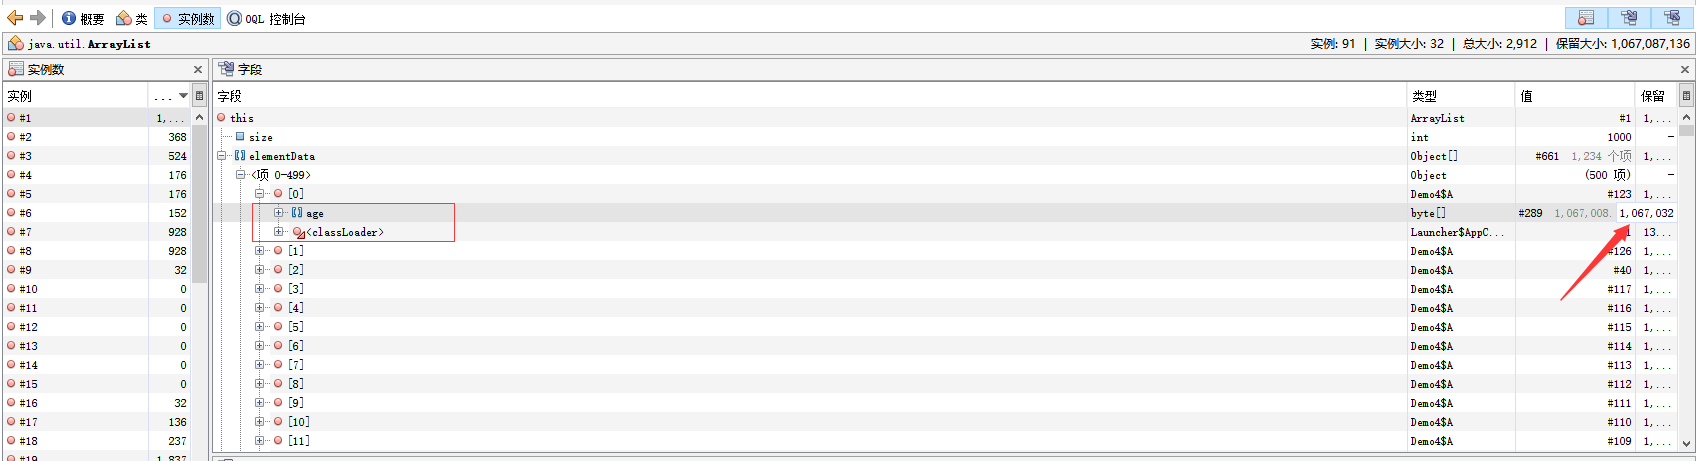 概要 类 实例数 OQL 控制台
java.util.ArrayList 实例: 91 | 实例大小: 32 | 总大小: 2,912 | 保留大小: 1,067,087,136
实例数 字段
实例 ... 字段 类型 值 保留
#1 1,... this ArrayList #1 1,...
#2 368 size int 1000 -
#3 524 elementData Object[] #661 1,234 个项 1,...
#4 176 <项 0-499> Object (500 项) -
#5 176 [0] Demo4$A #123 1,...
#6 152 age byte[] #289 1,067,008. 1,067,032
#7 928 <classLoader> Launcher$AppC... 13...
#8 928 [1] Demo4$A #126 1,...
#9 32 [2] Demo4$A #40 1,...
#10 0 [3] Demo4$A #117 1,...
#11 0 [4] Demo4$A #116 1,...
#12 0 [5] Demo4$A #115 1,...
#13 0 [6] Demo4$A #114 1,...
#14 0 [7] Demo4$A #113 1,...
#15 0 [8] Demo4$A #112 1,...
#16 32 [9] Demo4$A #111 1,...
#17 136 [10] Demo4$A #110 1,...
#18 237 [11] Demo4$A #109 1,...
#19 1,837